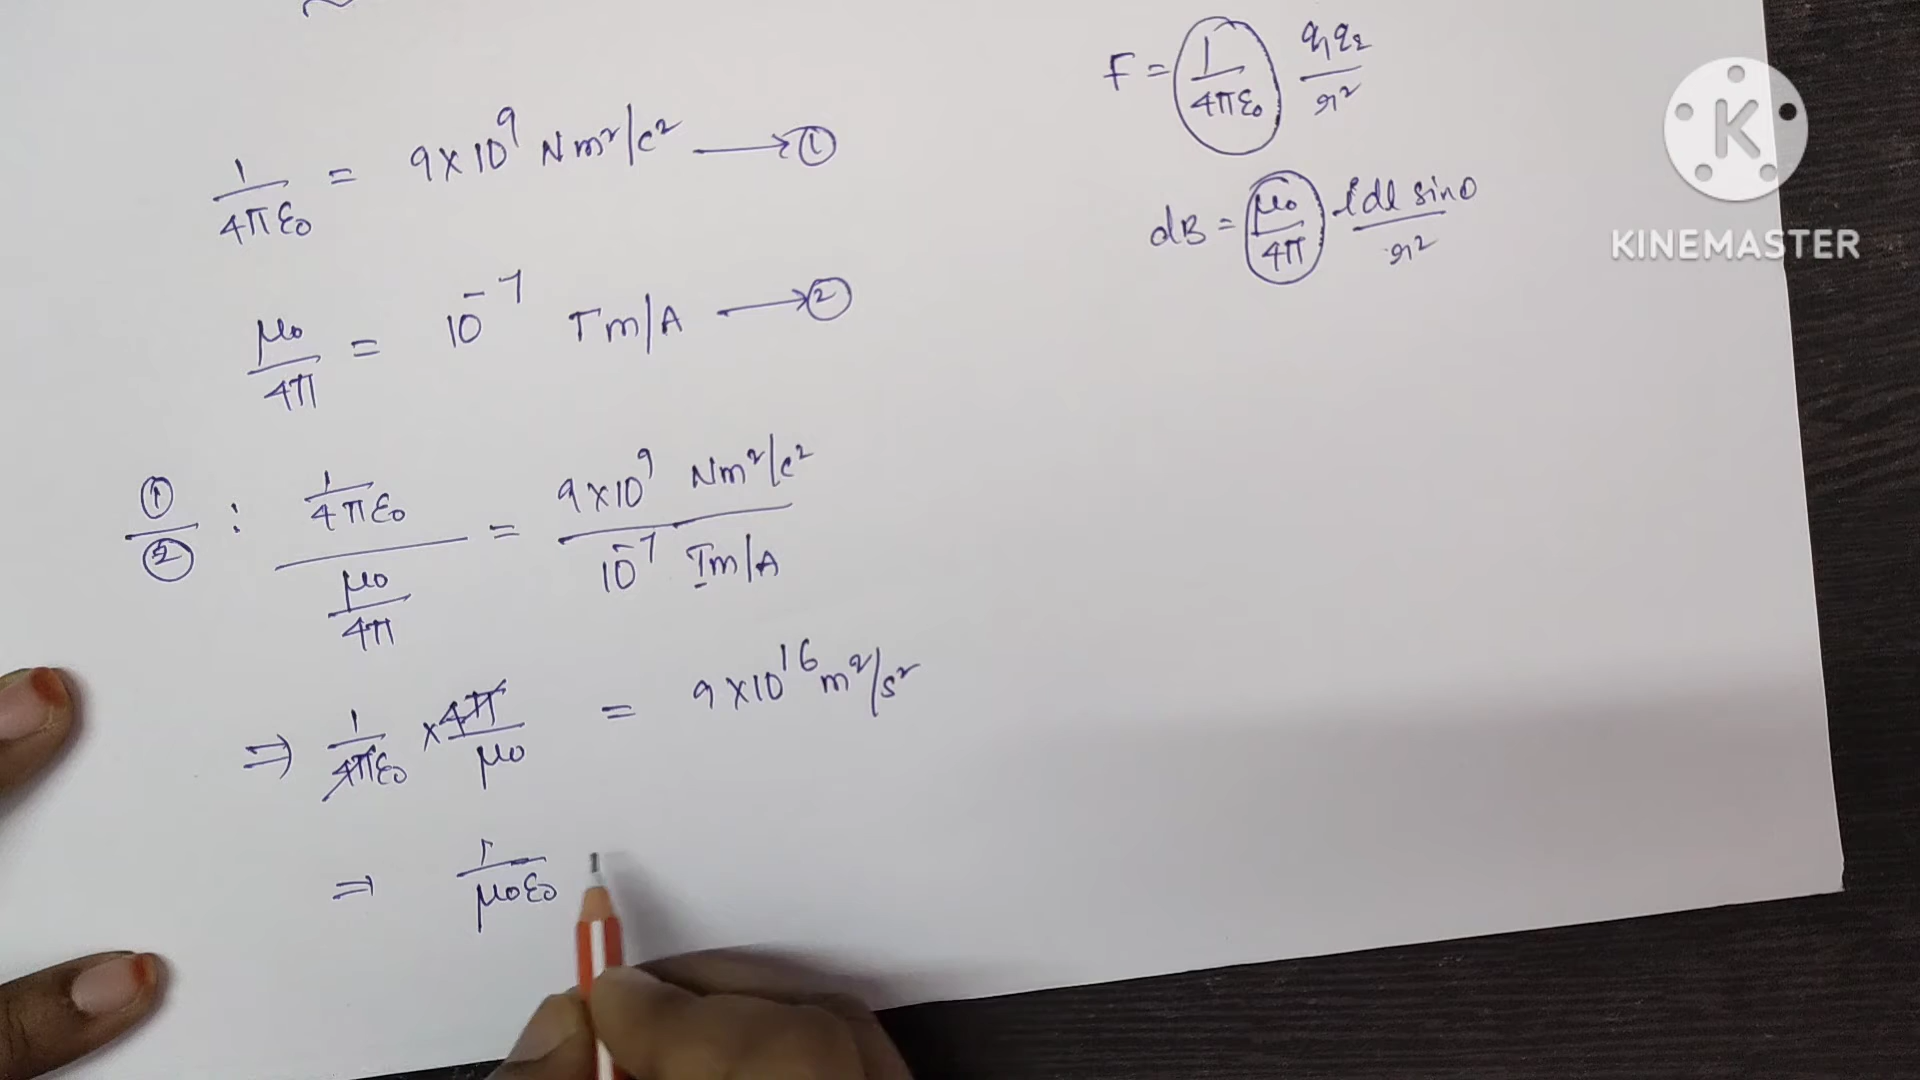 F = 1/4πε₀ q₁q₂/r²
1/4πε₀ = 9×10⁹ Nm²/c² → ①
dB = μ₀/4π idl sinθ/r²
KINEMASTER
μ₀/4π = 10⁻⁷ Tm/A → ②
①/② : (1/4πε₀)/(μ₀/4π) = 9×10⁹ Nm²/c² / 10⁻⁷ Tm/A
⇒ 1/4πε₀ × 4π/μ₀ = 9×10¹⁶ m²/s²
⇒ 1/μ₀ε₀